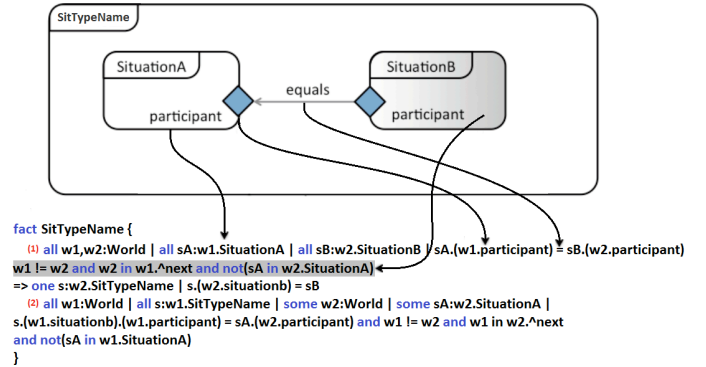 SitTypeName
SituationA
SituationB
equals
participant
participant
fact SitTypeName {
(1) all w1,w2:World | all sA:w1.SituationA | all sB:w2.SituationB | sA.(w1.participant) = sB.(w2.participant)
w1 != w2 and w2 in w1.^next and not(sA in w2.SituationA)
=> one s:w2.SitTypeName | s.(w2.situationb) = sB
(2) all w1:World | all s:w1.SitTypeName | some w2:World | some sA:w2.SituationA |
s.(w1.situationb).(w1.participant) = sA.(w2.participant) and w1 != w2 and w1 in w2.^next
and not(sA in w1.SituationA)
}